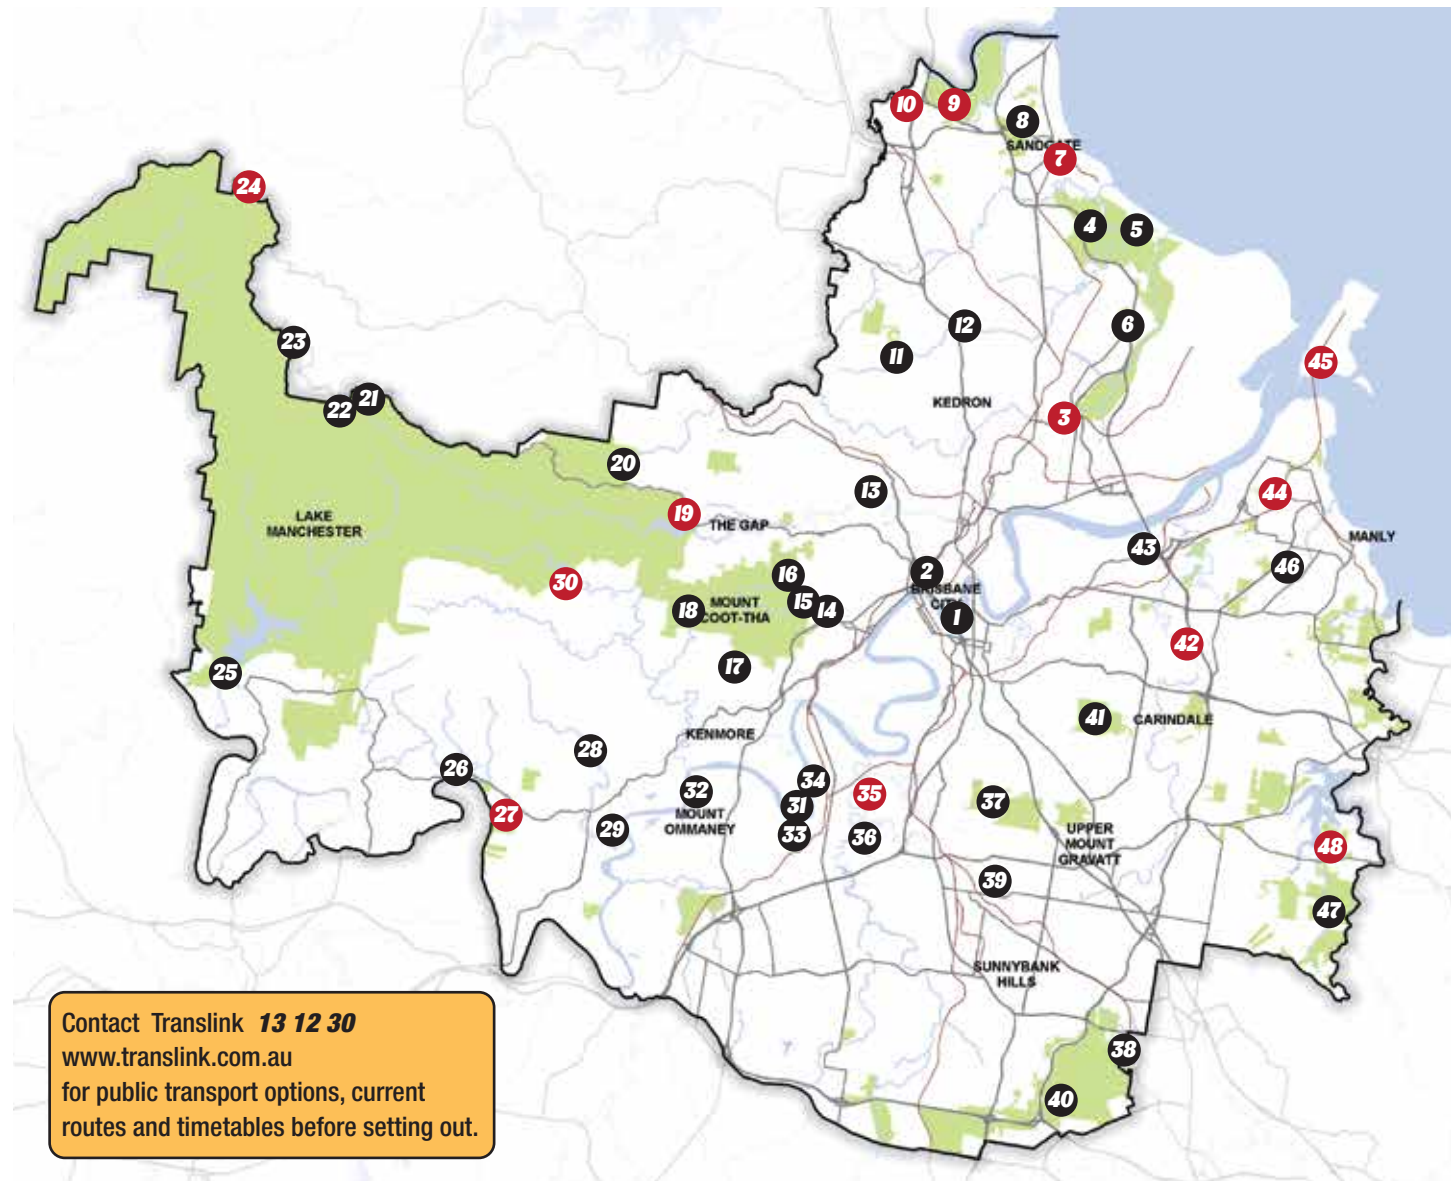 10
9
8
SANDGATE
7
24
4
5
6
12
23
11
45
21
22
KEDRON
3
20
13
44
19
LAKE
MANCHESTER
THE GAP
MANLY
43
2
46
16
30
BRISBANE
CITY
15
18
MOUNT
COOT-THA
14
1
42
17
25
41
CARINDALE
KENMORE
28
26
34
32
35
37
31
27
MOUNT
OMMANEY
29
33
36
UPPER
MOUNT
GRAVATT
48
39
47
SUNNYBANK
HILLS
38
40
Contact Translink 13 12 30
www.translink.com.au
for public transport options, current
routes and timetables before setting out.